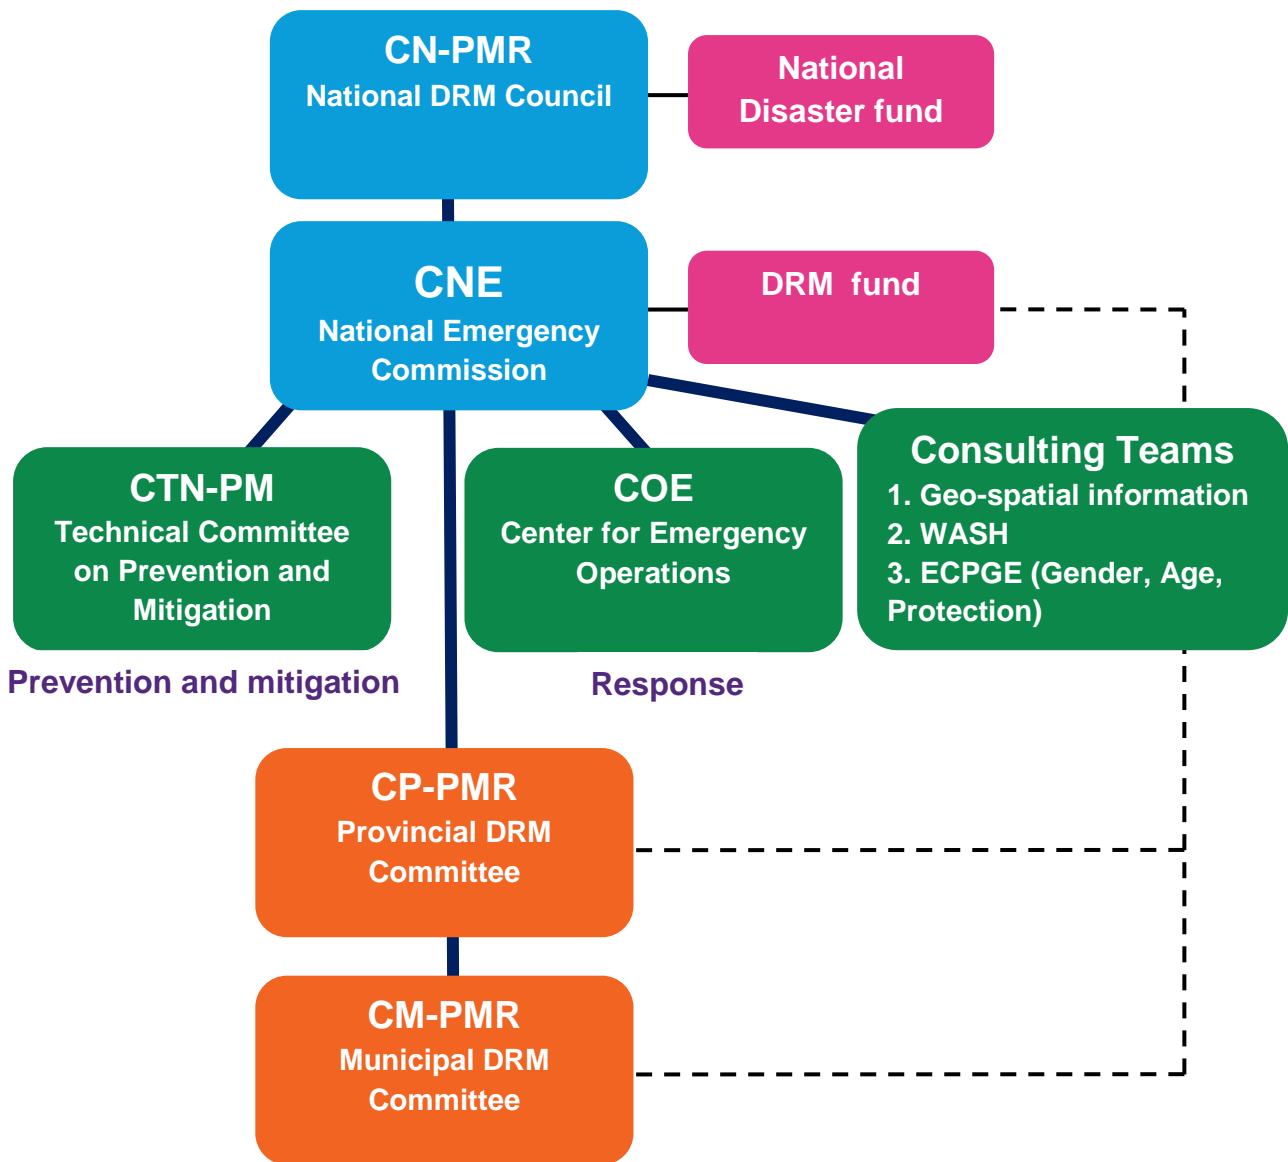 CN-PMR
National DRM Council
National
Disaster fund
CNE
National Emergency
Commission
DRM fund
CTN-PM
Technical Committee
on Prevention and
Mitigation
COE
Center for Emergency
Operations
Consulting Teams
1. Geo-spatial information
2. WASH
3. ECPGE (Gender, Age,
Protection)
Prevention and mitigation
Response
CP-PMR
Provincial DRM
Committee
CM-PMR
Municipal DRM
Committee